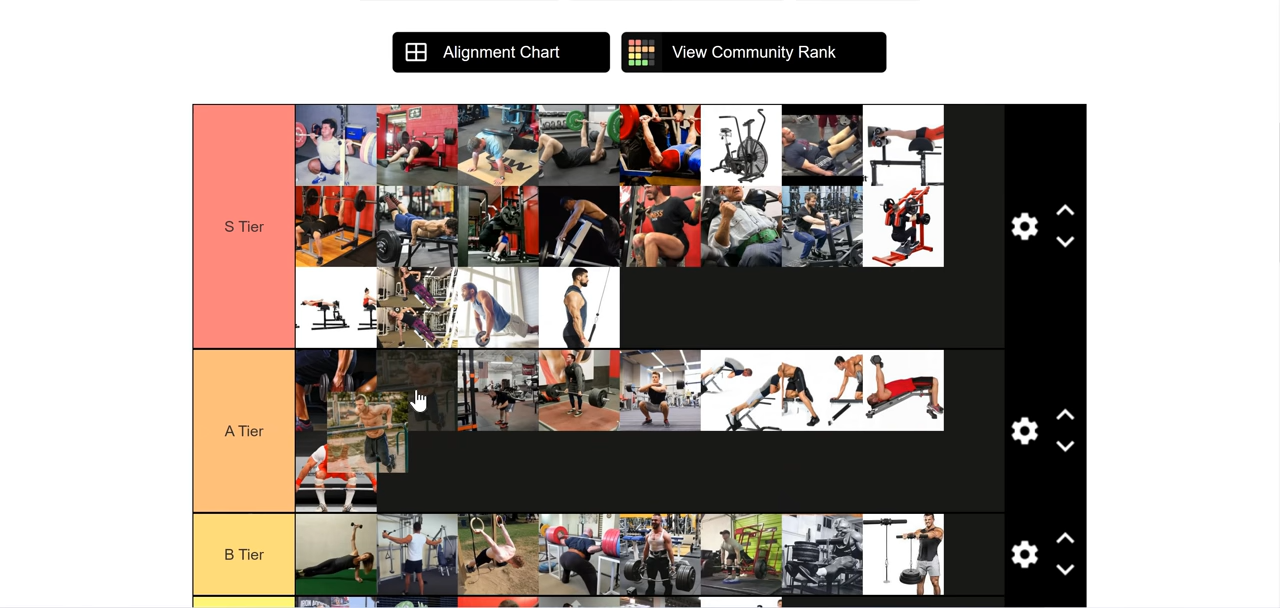 Alignment Chart
View Community Rank
S Tier
A Tier
B Tier